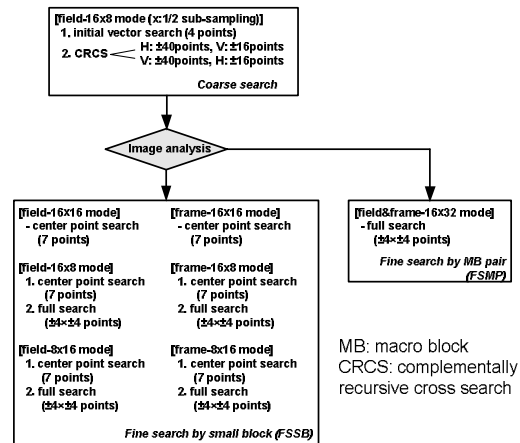 [field-16x8 mode (x:1/2 sub-sampling)]
1. initial vector search (4 points)
2. CRCS
H: ±40points, V: ±16points
V: ±40points, H: ±16points
Coarse search
Image analysis
[field-16x16 mode]
- center point search
(7 points)
[field-16x8 mode]
1. center point search
(7 points)
2. full search
(±4×±4 points)
[field-8x16 mode]
1. center point search
(7 points)
2. full search
(±4×±4 points)
[frame-16x16 mode]
- center point search
(7 points)
[frame-16x8 mode]
1. center point search
(7 points)
2. full search
(±4×±4 points)
[frame-8x16 mode]
1. center point search
(7 points)
2. full search
(±4×±4 points)
Fine search by small block (FSSB)
[field&frame-16x32 mode]
- full search
(±4×±4 points)
Fine search by MB pair
(FSMP)
MB: macro block
CRCS: complementally
recursive cross search